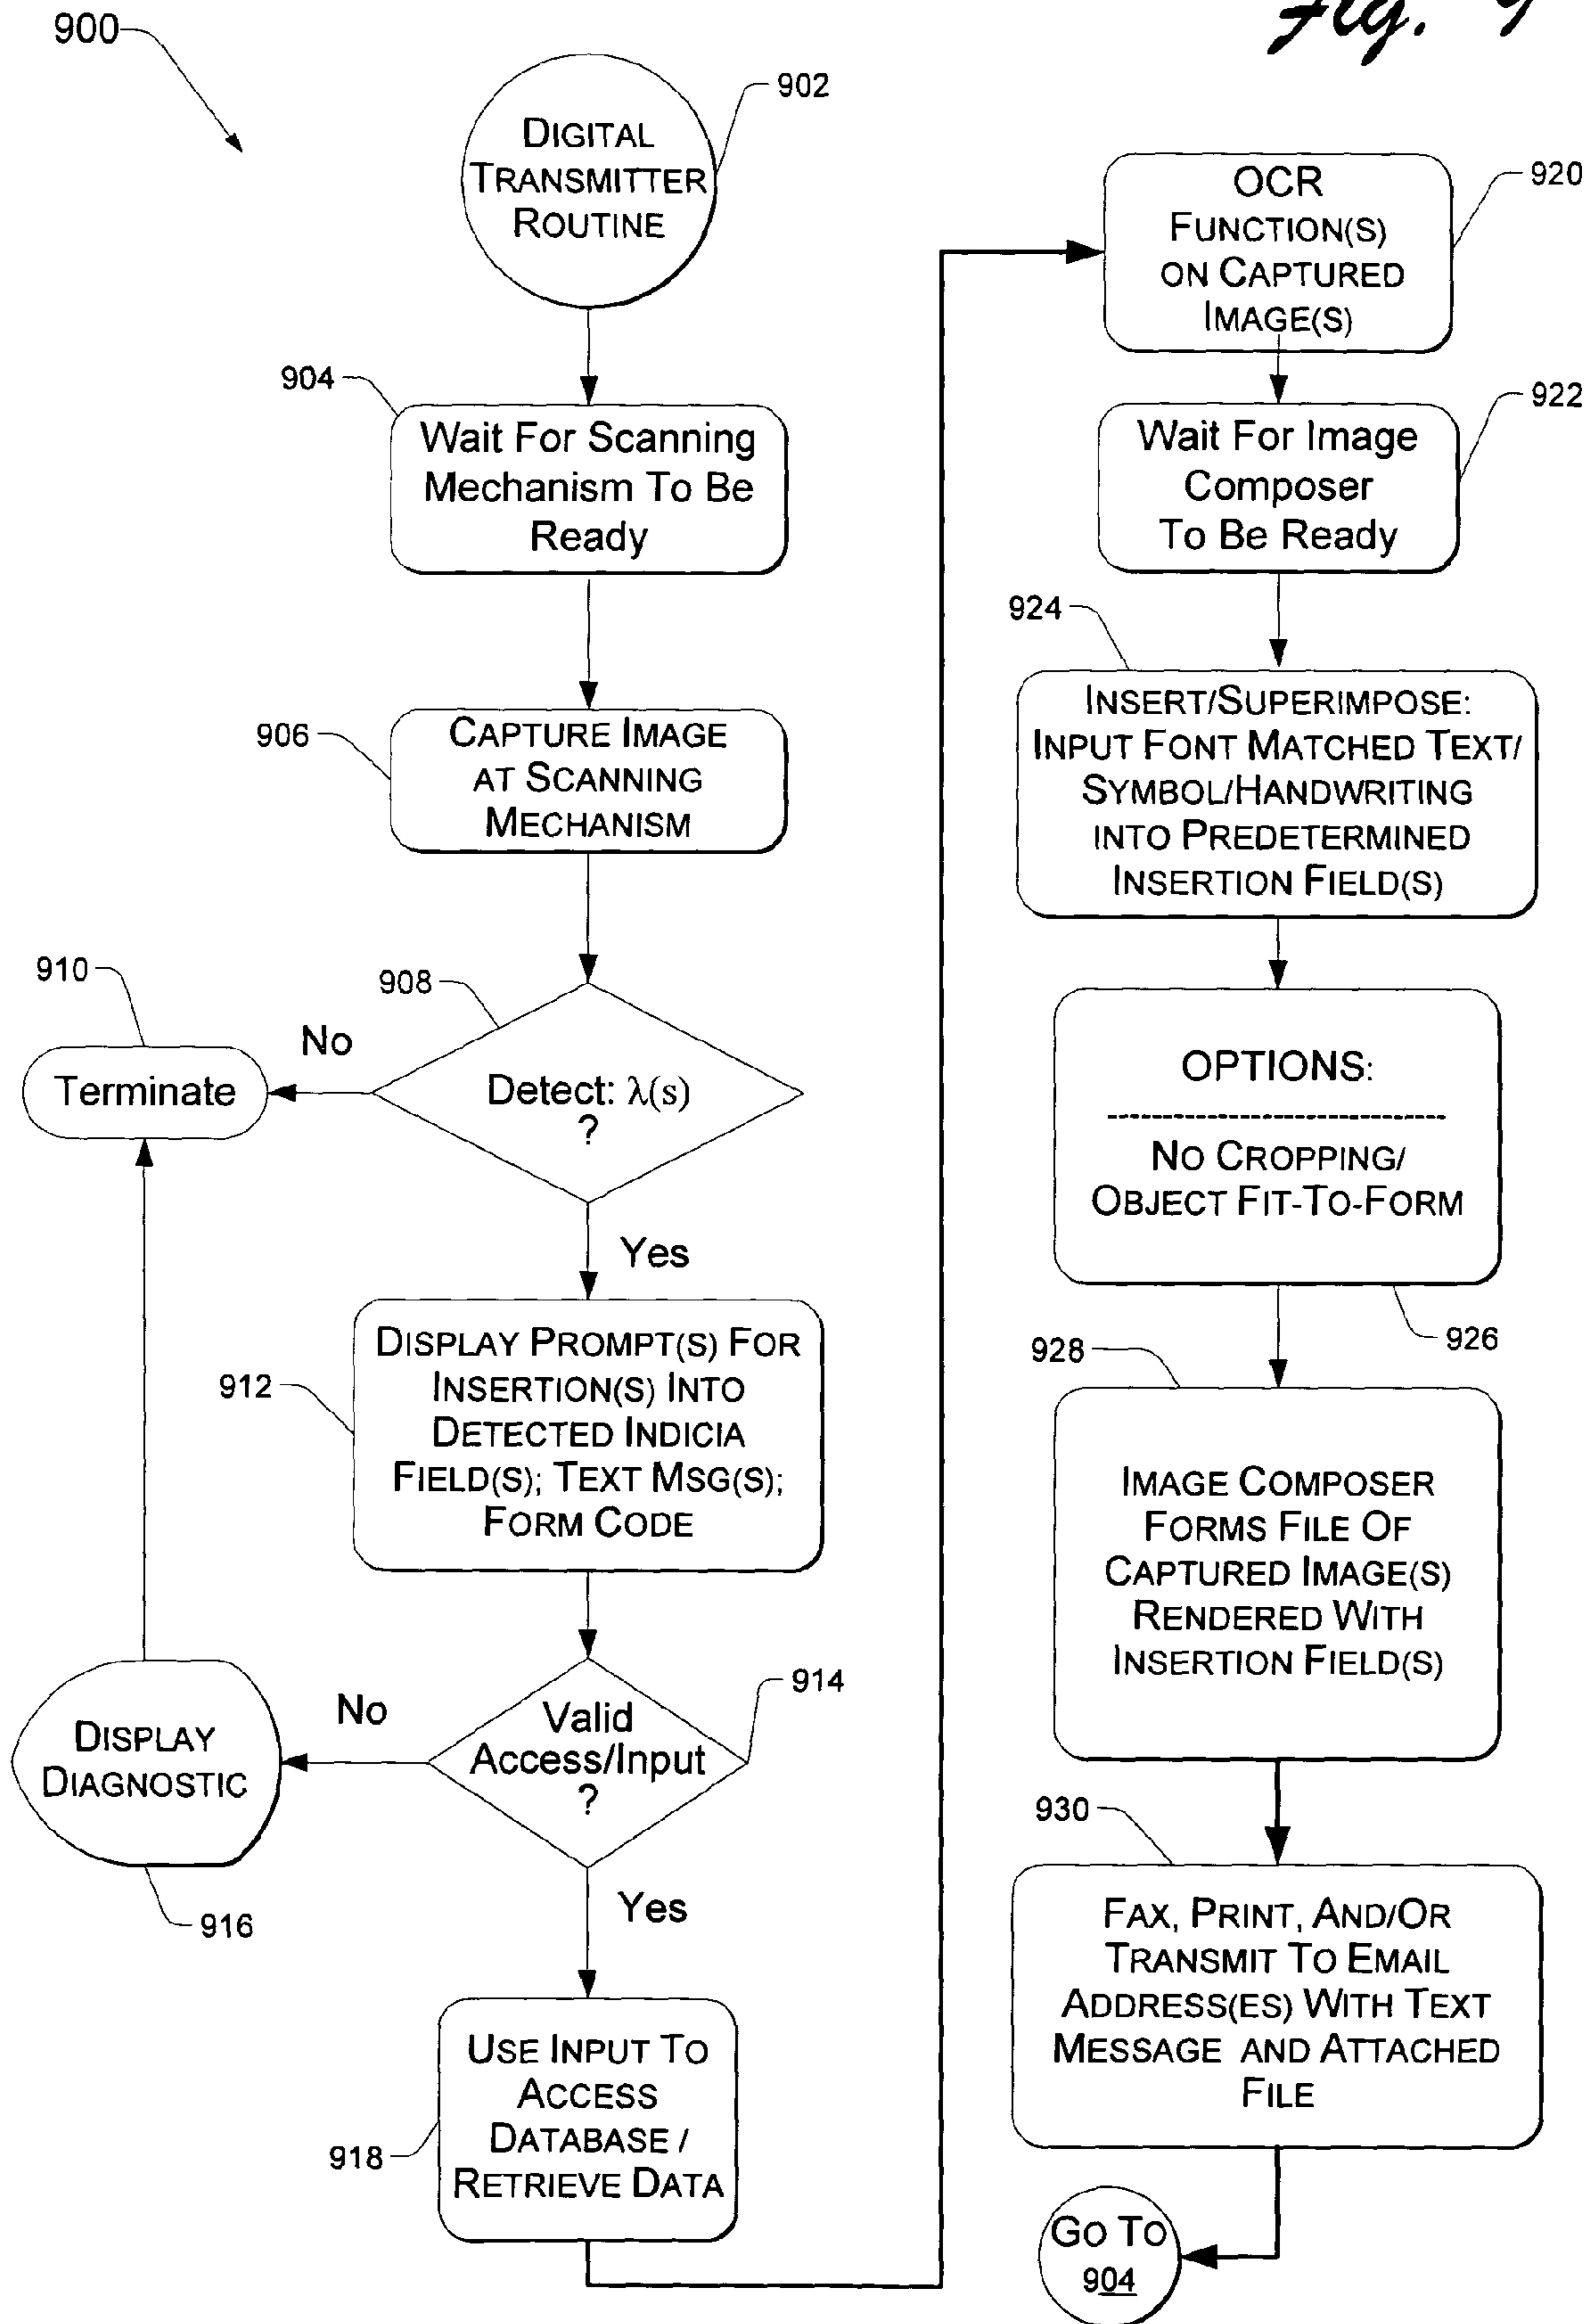 Fig. 9
900
902
DIGITAL
TRANSMITTER
ROUTINE
904
Wait For Scanning
Mechanism To Be
Ready
906
CAPTURE IMAGE
AT SCANNING
MECHANISM
908
Detect: λ(s)
?
No
910
Terminate
Yes
912
DISPLAY PROMPT(S) FOR
INSERTION(S) INTO
DETECTED INDICIA
FIELD(S); TEXT MSG(S);
FORM CODE
914
Valid
Access/Input
?
No
DISPLAY
DIAGNOSTIC
916
Yes
918
USE INPUT TO
ACCESS
DATABASE /
RETRIEVE DATA
920
OCR
FUNCTION(S)
ON CAPTURED
IMAGE(S)
922
Wait For Image
Composer
To Be Ready
924
INSERT/SUPERIMPOSE:
INPUT FONT MATCHED TEXT/
SYMBOL/HANDWRITING
INTO PREDETERMINED
INSERTION FIELD(S)
OPTIONS:
NO CROPPING/
OBJECT FIT-TO-FORM
926
928
IMAGE COMPOSER
FORMS FILE OF
CAPTURED IMAGE(S)
RENDERED WITH
INSERTION FIELD(S)
930
FAX, PRINT, AND/OR
TRANSMIT TO EMAIL
ADDRESS(ES) WITH TEXT
MESSAGE AND ATTACHED
FILE
GO TO
904